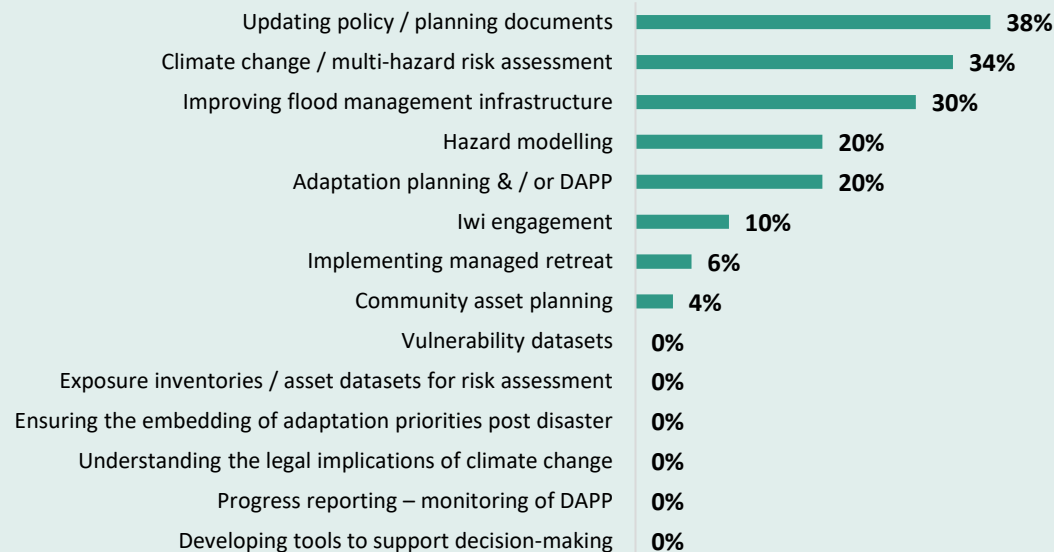 Updating policy / planning documents 38%
Climate change / multi-hazard risk assessment 34%
Improving flood management infrastructure 30%
Hazard modelling 20%
Adaptation planning & / or DAPP 20%
Iwi engagement 10%
Implementing managed retreat 6%
Community asset planning 4%
Vulnerability datasets 0%
Exposure inventories / asset datasets for risk assessment 0%
Ensuring the embedding of adaptation priorities post disaster 0%
Understanding the legal implications of climate change 0%
Progress reporting – monitoring of DAPP 0%
Developing tools to support decision-making 0%